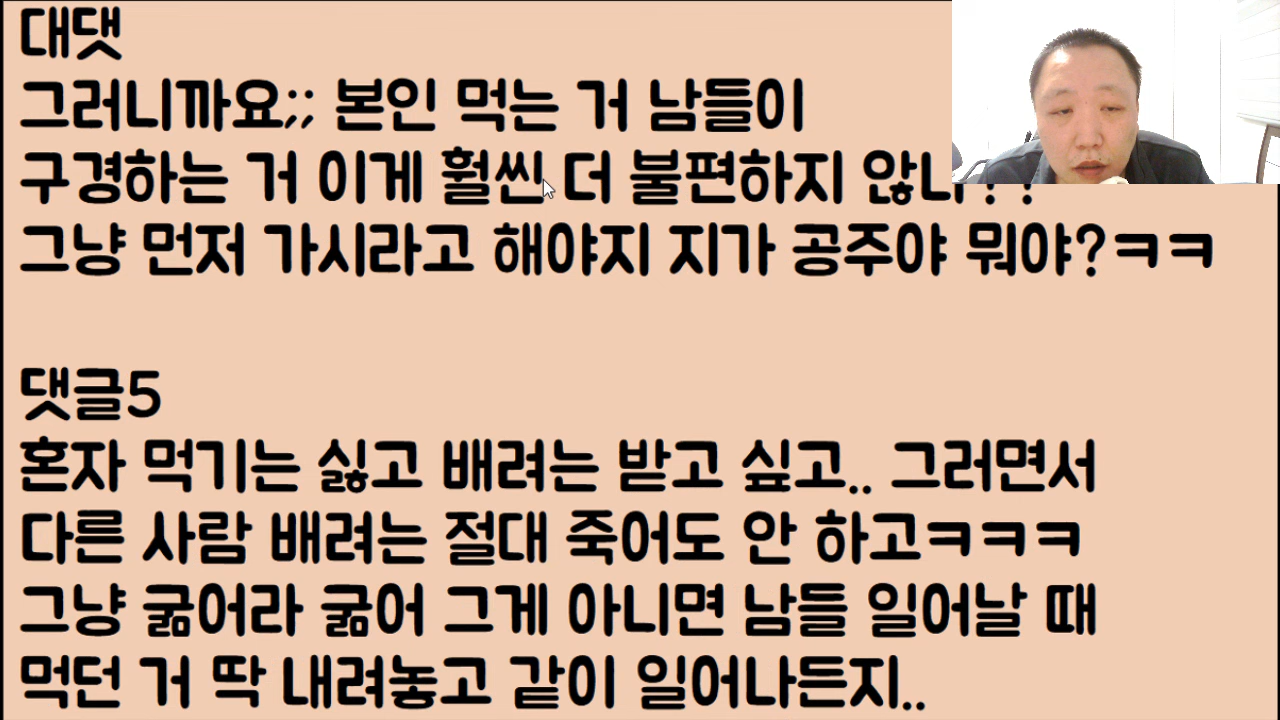 대댓
그러니까요;; 본인 먹는 거 남들이
구경하는 거 이게 훨씬 더 불편하지 않나??
그냥 먼저 가시라고 해야지 지가 공주야 뭐야?ㅋㅋ
댓글5
혼자 먹기는 싫고 배려는 받고 싶고.. 그러면서
다른 사람 배려는 절대 죽어도 안 하고ㅋㅋㅋ
그냥 굶어라 굶어 그게 아니면 남들 일어날 때
먹던 거 딱 내려놓고 같이 일어나든지..